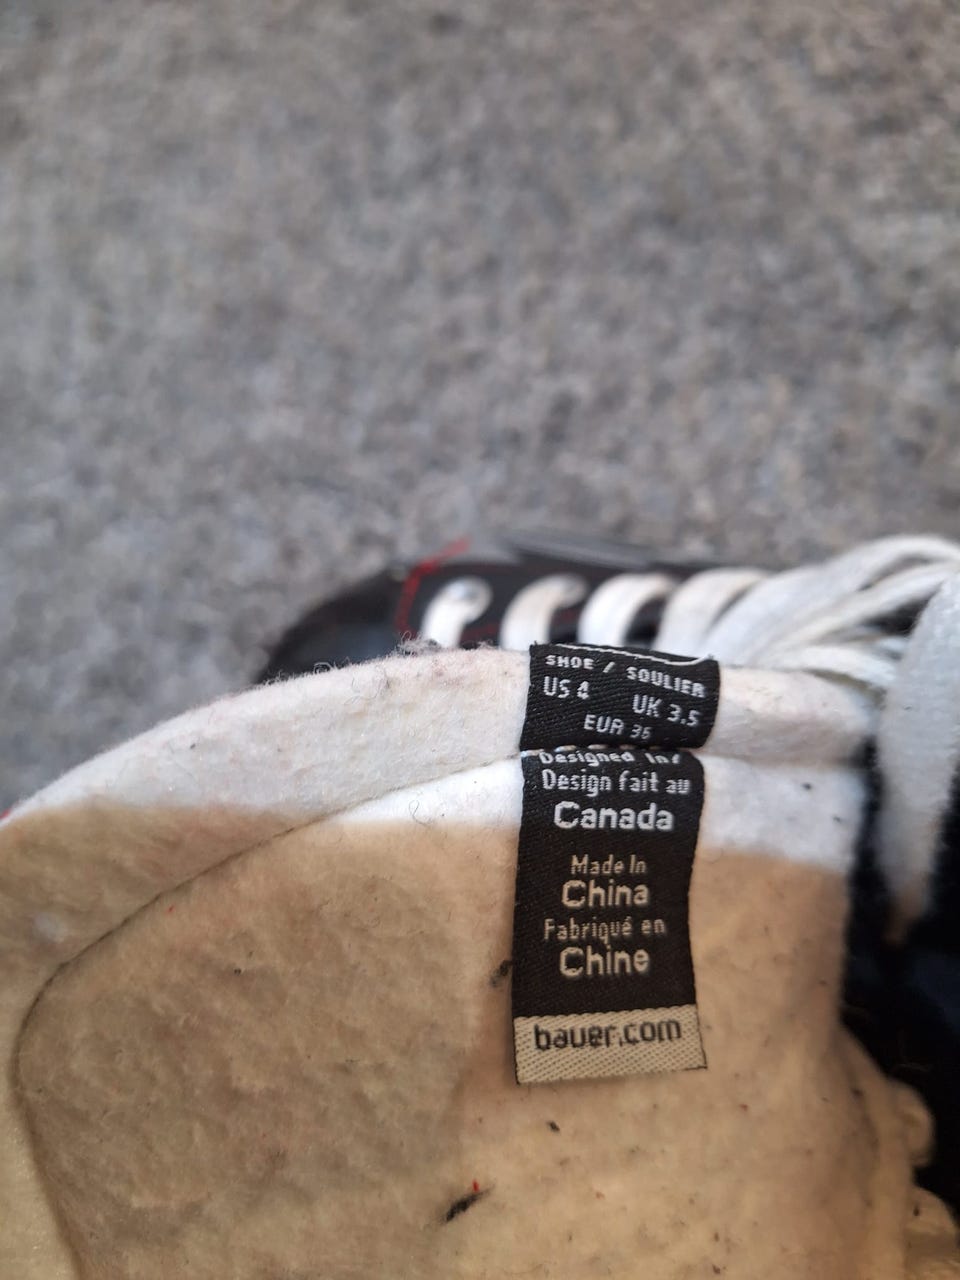 SHOE / SOULIER
US 4 UK 3.5
EUR 36
Designed In/
Design fait au
Canada
Made In
China
Fabriqué en
Chine
bauer.com